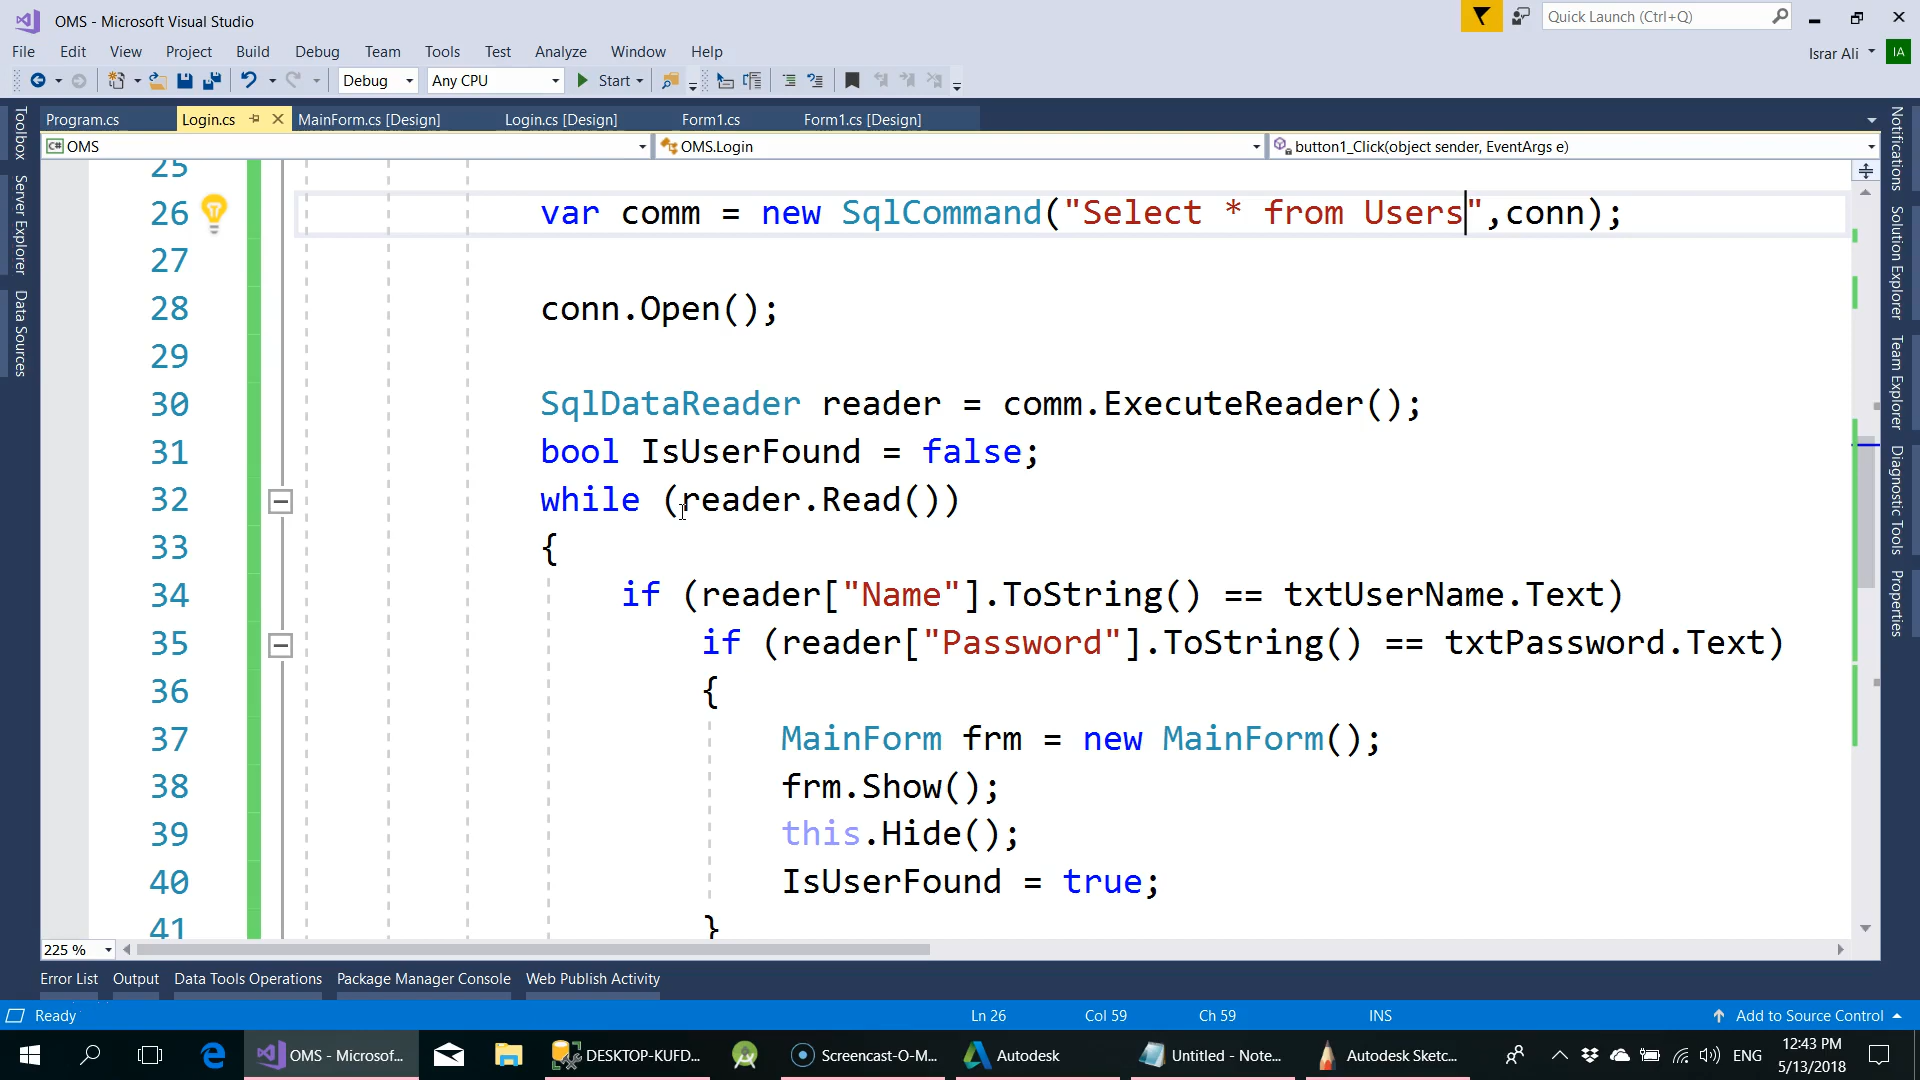 OMS - Microsoft Visual Studio
Quick Launch (Ctrl+Q)
File Edit View Project Build Debug Team Tools Test Analyze Window Help
Israr Ali
IA
Debug
Any CPU
Start
Program.cs
Login.cs
MainForm.cs [Design]
Login.cs [Design]
Form1.cs
Form1.cs [Design]
C# OMS
OMS.Login
button1_Click(object sender, EventArgs e)
Toolbox
Server Explorer
Data Sources
25
26 var comm = new SqlCommand("Select * from Users",conn);
27
28 conn.Open();
29
30 SqlDataReader reader = comm.ExecuteReader();
31 bool IsUserFound = false;
32 while (reader.Read())
33 {
34 if (reader["Name"].ToString() == txtUserName.Text)
35 if (reader["Password"].ToString() == txtPassword.Text)
36 {
37 MainForm frm = new MainForm();
38 frm.Show();
39 this.Hide();
40 IsUserFound = true;
41 }
Notifications
Solution Explorer
Team Explorer
Diagnostic Tools
Properties
225 %
Error List
Output
Data Tools Operations
Package Manager Console
Web Publish Activity
Ready
Ln 26
Col 59
Ch 59
INS
Add to Source Control
OMS - Microsof...
DESKTOP-KUFD...
Screencast-O-M...
Autodesk
Untitled - Note...
Autodesk Sketc...
ENG
12:43 PM
5/13/2018